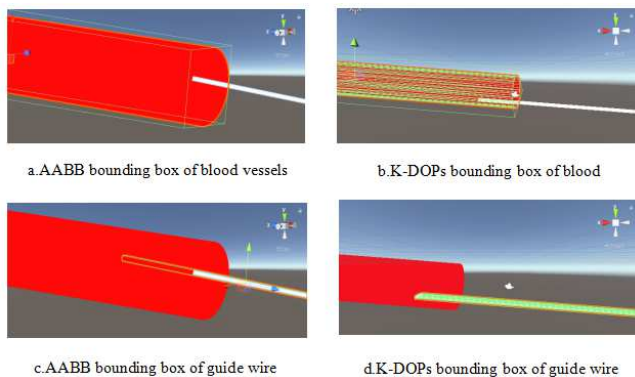 a.AABB bounding box of blood vessels
b.K-DOPs bounding box of blood
c.AABB bounding box of guide wire
d.K-DOPs bounding box of guide wire